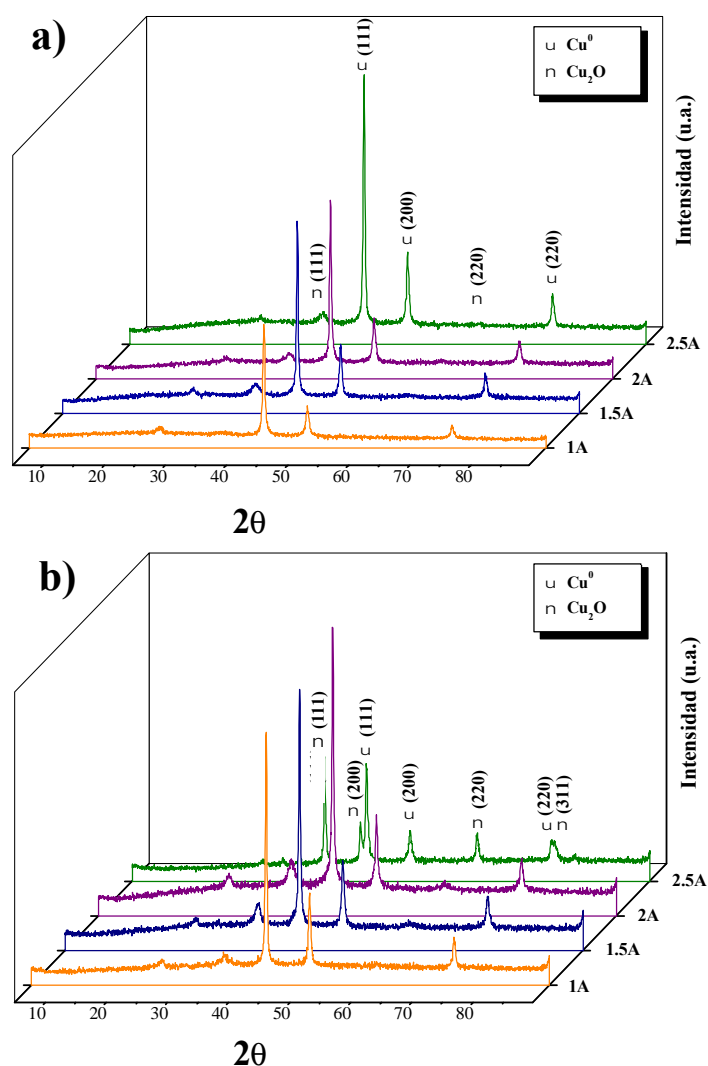 a)
u (111)
u Cu⁰
n Cu₂O
Intensidad (u.a.)
n (111)
u (200)
n (220)
u (220)
2.5A
2A
1.5A
1A
10 20 30 40 50 60 70 80
2θ
b)
u Cu⁰
n Cu₂O
Intensidad (u.a.)
n (111)
n (200)
u (111)
u (200)
n (220)
u (220)
n (311)
2.5A
2A
1.5A
1A
10 20 30 40 50 60 70 80
2θ